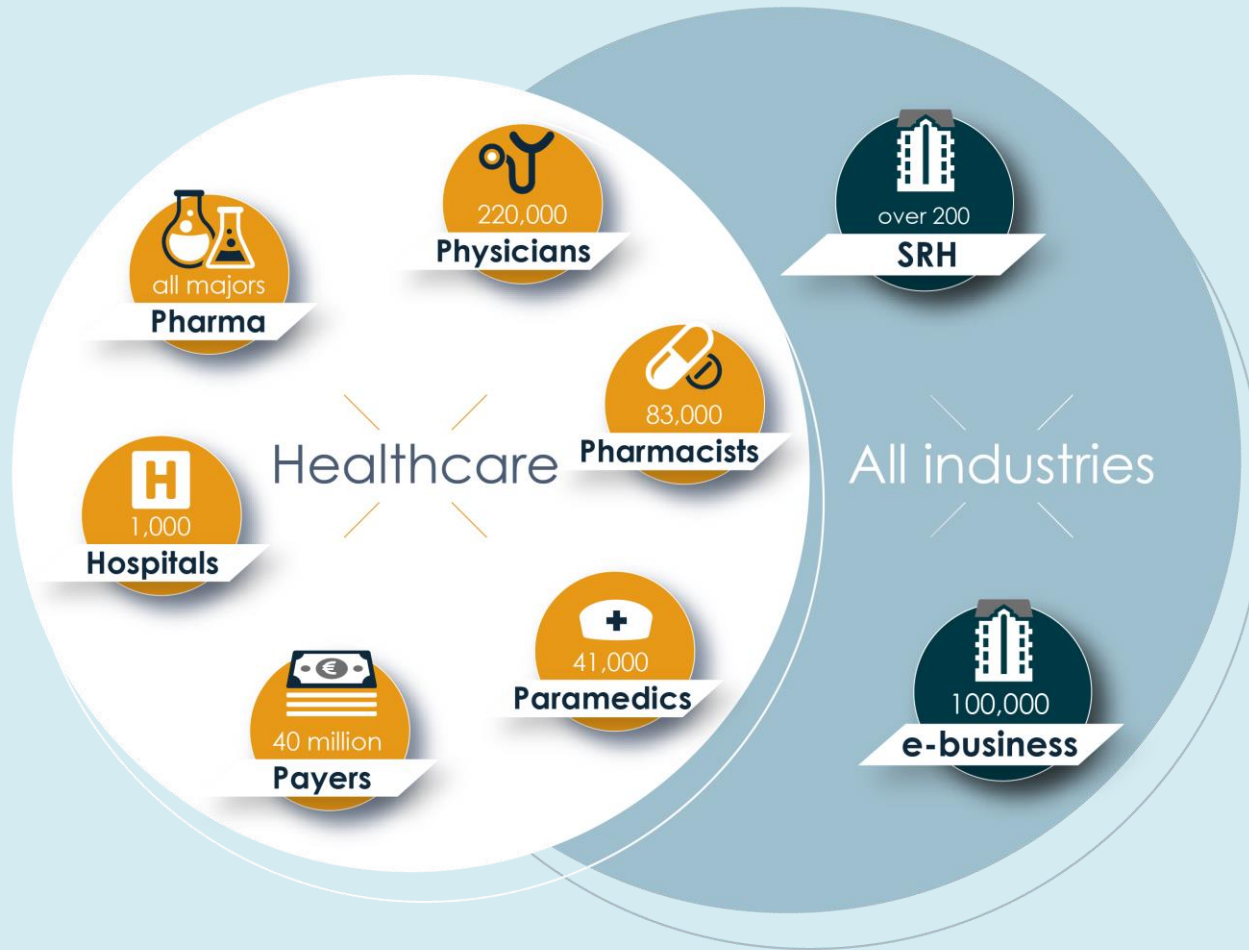 220,000
Physicians
all majors
Pharma
83,000
Pharmacists
Healthcare
H
1,000
Hospitals
41,000
Paramedics
€
40 million
Payers
over 200
SRH
All industries
100,000
e-business